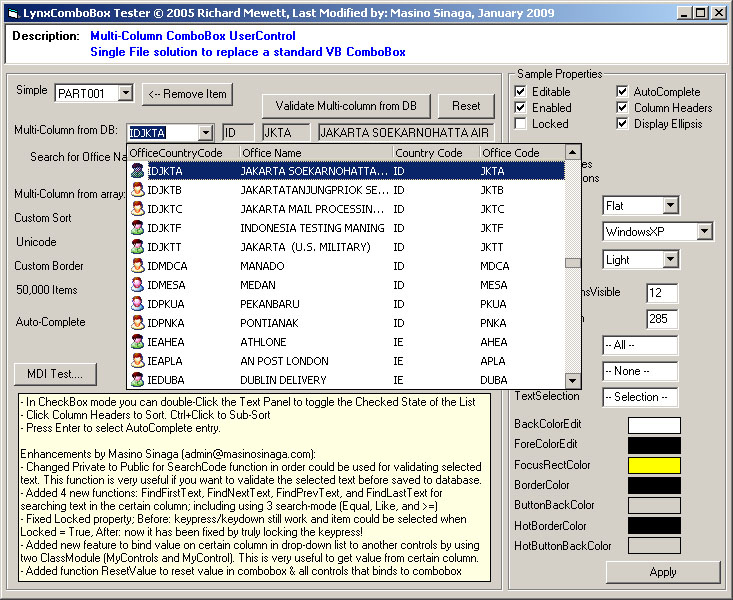 LynxComboBox Tester © 2005 Richard Mewett, Last Modified by: Masino Sinaga, January 2009
Description: Multi-Column ComboBox UserControl
Single File solution to replace a standard VB ComboBox
Simple PART001 <-- Remove Item
Validate Multi-column from DB Reset
Multi-Column from DB: IDJKTA ID JKTA JAKARTA SOEKARNOHATTA AIR
Search for Office Na
OfficeCountryCode Office Name Country Code Office Code
IDJKTA JAKARTA SOEKARNOHATTA... ID JKTA
IDJKTB JAKARTATANJUNGPRIOK SE... ID JKTB
IDJKTC JAKARTA MAIL PROCESSIN... ID JKTC
IDJKTF INDONESIA TESTING MANING ID JKTF
IDJKTT JAKARTA (U.S. MILITARY) ID JKTT
IDMDCA MANADO ID MDCA
IDMESA MEDAN ID MESA
IDPKUA PEKANBARU ID PKUA
IDPNKA PONTIANAK ID PNKA
IEAHEA ATHLONE IE AHEA
IEAPLA AN POST LONDON IE APLA
IEDUBA DUBLIN DELIVERY IE DUBA
Multi-Column from array:
Custom Sort
Unicode
Custom Border
50,000 Items
Auto-Complete
MDI Test....
- In CheckBox mode you can double-Click the Text Panel to toggle the Checked State of the List
- Click Column Headers to Sort. Ctrl+Click to Sub-Sort
- Press Enter to select AutoComplete entry.
Enhancements by Masino Sinaga (admin@masinosinaga.com):
- Changed Private to Public for SearchCode function in order could be used for validating selected
text. This function is very useful if you want to validate the selected text before saved to database.
- Added 4 new functions: FindFirstText, FindNextText, FindPrevText, and FindLastText for
searching text in the certain column; including using 3 search-mode (Equal, Like, and >=)
- Fixed Locked property; Before: keypress/keydown still work and item could be selected when
Locked = True, After: now it has been fixed by truly locking the keypress!
- Added new feature to bind value on certain column in drop-down list to another controls by using
two ClassModule (MyControls and MyControl). This is very useful to get value from certain column.
- Added function ResetValue to reset value in combobox & all controls that binds to combobox
Sample Properties
Editable AutoComplete
Enabled Column Headers
Locked Display Ellipsis
es
ons
Flat
WindowsXP
Light
nsVisible 12
n 285
-- All --
-- None --
TextSelection -- Selection --
BackColorEdit
ForeColorEdit
FocusRectColor
BorderColor
ButtonBackColor
HotBorderColor
HotButtonBackColor
Apply